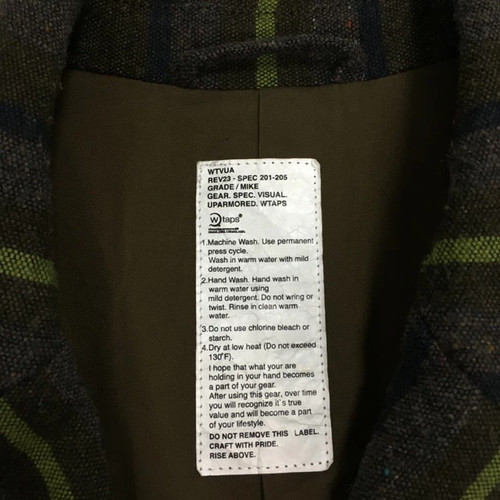 WTVUA
REV23 - SPEC 201-205
GRADE / MIKE
GEAR. SPEC. VISUAL.
UPARMORED. WTAPS
Wtaps®
1.Machine Wash. Use permanent
press cycle.
Wash in warm water with mild
detergent.
2.Hand Wash. Hand wash in
warm water using
mild detergent. Do not wring or
twist. Rinse in clean warm
water.
3.Do not use chlorine bleach or
starch.
4.Dry at low heat (Do not exceed
130°F).
I hope that what your are
holding in your hand becomes
a part of your gear.
After using this gear, over time
you will recognize it's true
value and will become a part
of your lifestyle.
DO NOT REMOVE THIS LABEL.
CRAFT WITH PRIDE.
RISE ABOVE.